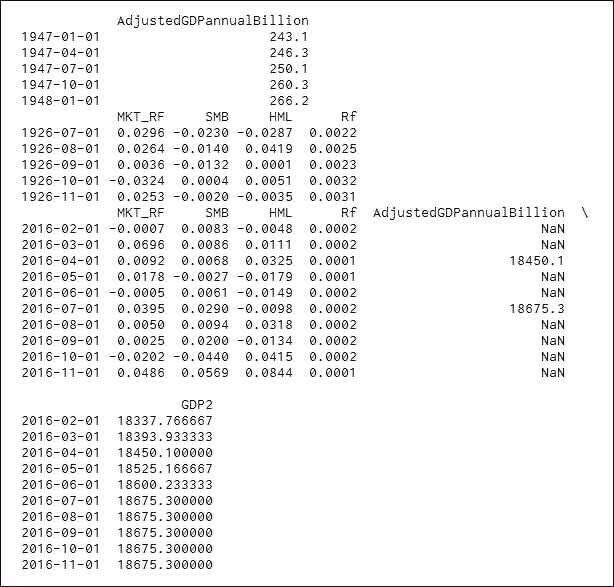 AdjustedGDPannualBillion
1947-01-01 243.1
1947-04-01 246.3
1947-07-01 250.1
1947-10-01 260.3
1948-01-01 266.2
MKT_RF SMB HML Rf
1926-07-01 0.0296 -0.0230 -0.0287 0.0022
1926-08-01 0.0264 -0.0140 0.0419 0.0025
1926-09-01 0.0036 -0.0132 0.0001 0.0023
1926-10-01 -0.0324 0.0004 0.0051 0.0032
1926-11-01 0.0253 -0.0020 -0.0035 0.0031
MKT_RF SMB HML Rf AdjustedGDPannualBillion \
2016-02-01 -0.0007 0.0083 -0.0048 0.0002 NaN
2016-03-01 0.0696 0.0086 0.0111 0.0002 NaN
2016-04-01 0.0092 0.0068 0.0325 0.0001 18450.1
2016-05-01 0.0178 -0.0027 -0.0179 0.0001 NaN
2016-06-01 -0.0005 0.0061 -0.0149 0.0002 NaN
2016-07-01 0.0395 0.0290 -0.0098 0.0002 18675.3
2016-08-01 0.0050 0.0094 0.0318 0.0002 NaN
2016-09-01 0.0025 0.0200 -0.0134 0.0002 NaN
2016-10-01 -0.0202 -0.0440 0.0415 0.0002 NaN
2016-11-01 0.0486 0.0569 0.0844 0.0001 NaN
GDP2
2016-02-01 18337.766667
2016-03-01 18393.933333
2016-04-01 18450.100000
2016-05-01 18525.166667
2016-06-01 18600.233333
2016-07-01 18675.300000
2016-08-01 18675.300000
2016-09-01 18675.300000
2016-10-01 18675.300000
2016-11-01 18675.300000